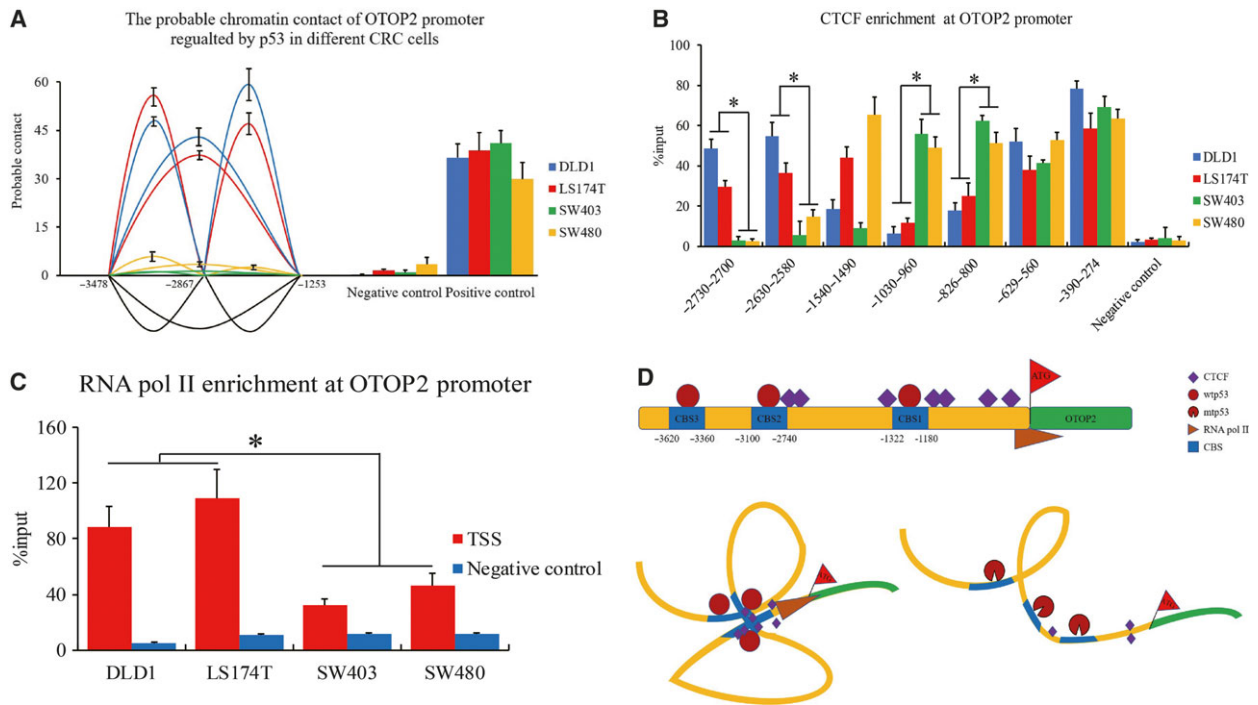 A
The probable chromatin contact of OTOP2 promoter
regualted by p53 in different CRC cells
Probable contact
60
45
30
15
0
-3478
-2867
-1253
Negative control Positive control
DLD1
LS174T
SW403
SW480
B
CTCF enrichment at OTOP2 promoter
%input
100
80
60
40
20
0
*
*
*
*
DLD1
LS174T
SW403
SW480
-2730-2700
-2630-2580
-1540-1490
-1030-960
-826-800
-629-560
-390-274
Negative control
C
RNA pol II enrichment at OTOP2 promoter
%input
160
120
80
40
0
*
TSS
Negative control
DLD1
LS174T
SW403
SW480
D
ATG
CBS3
CBS2
CBS1
OTOP2
-3620
-3360
-3100
-2740
-1322
-1180
CTCF
wtp53
mtp53
RNA pol II
CBS
ATG
ATG